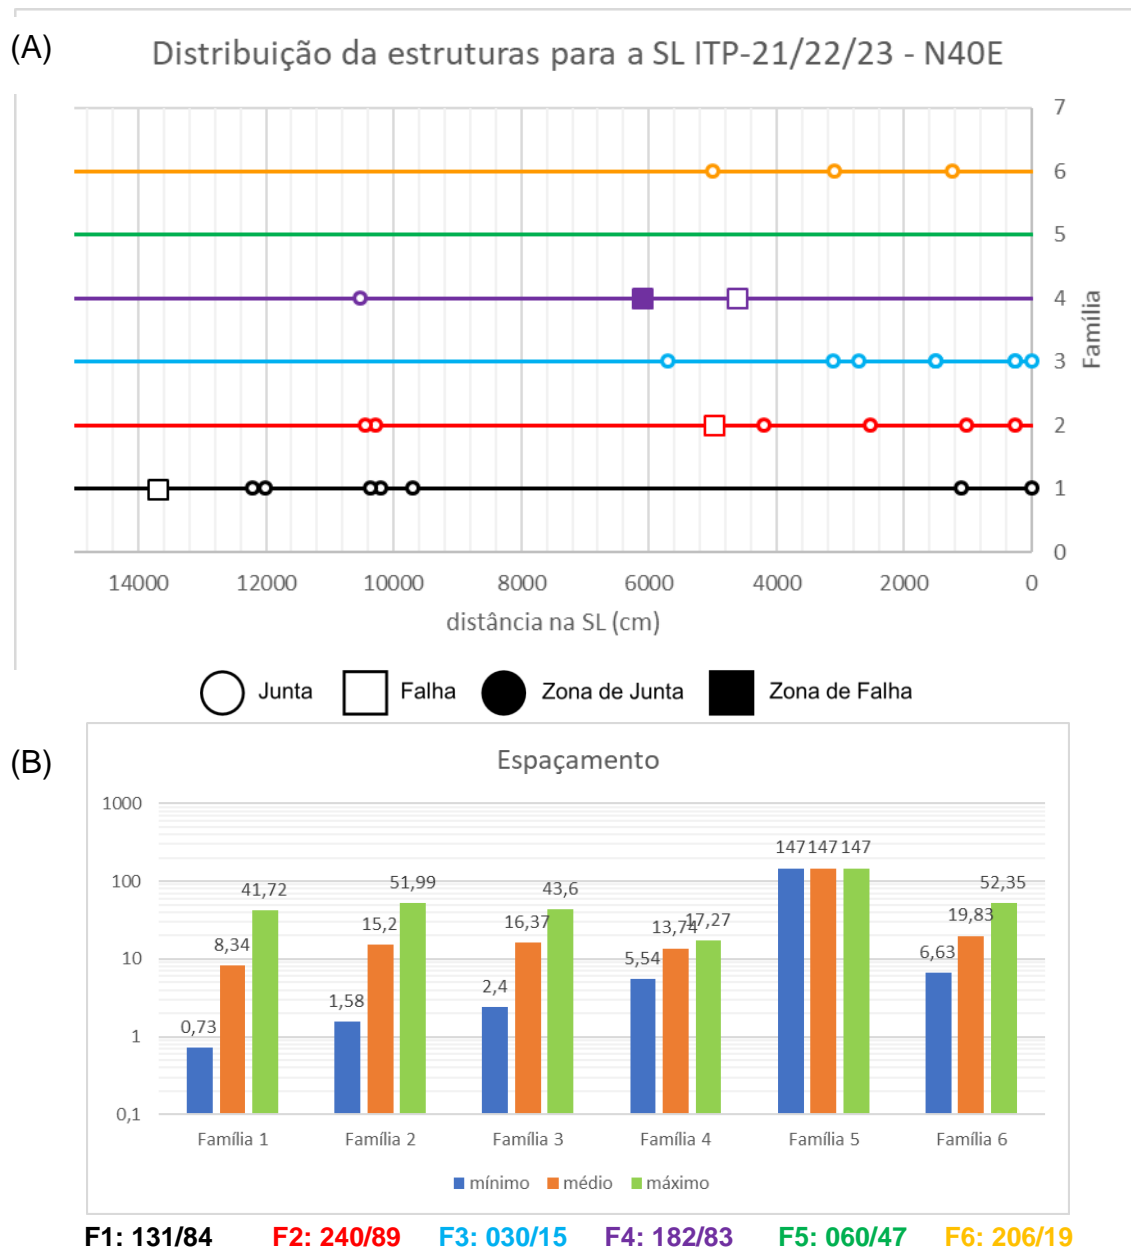 (A)
Distribuição da estruturas para a SL ITP-21/22/23 - N40E
7
6
5
4
3
2
1
0
Família
14000 12000 10000 8000 6000 4000 2000 0
distância na SL (cm)
Junta Falha Zona de Junta Zona de Falha
(B)
Espaçamento
1000
100
10
1
0,1
0,73 8,34 41,72 1,58 15,2 51,99 2,4 16,37 43,6 5,54 13,74 17,27 147 147 147 6,63 19,83 52,35
Família 1 Família 2 Família 3 Família 4 Família 5 Família 6
mínimo médio máximo
F1: 131/84 F2: 240/89 F3: 030/15 F4: 182/83 F5: 060/47 F6: 206/19